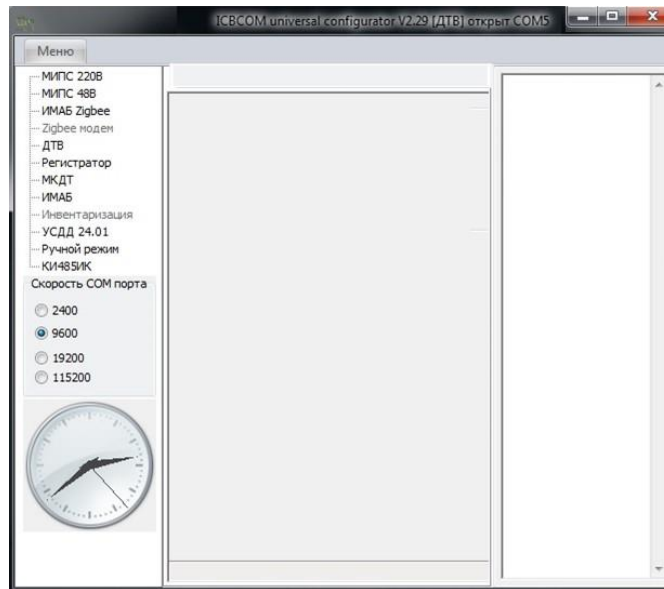 ICBCOM universal configurator V2.29 [ДТВ] открыт COM5
Меню
МИПС 220В
МИПС 48В
ИМАБ Zigbee
Zigbee модем
ДТВ
Регистратор
МКДТ
ИМАБ
Инвентаризация
УСДД 24.01
Ручной режим
КИ485ИК
Скорость COM порта
2400
9600
19200
115200